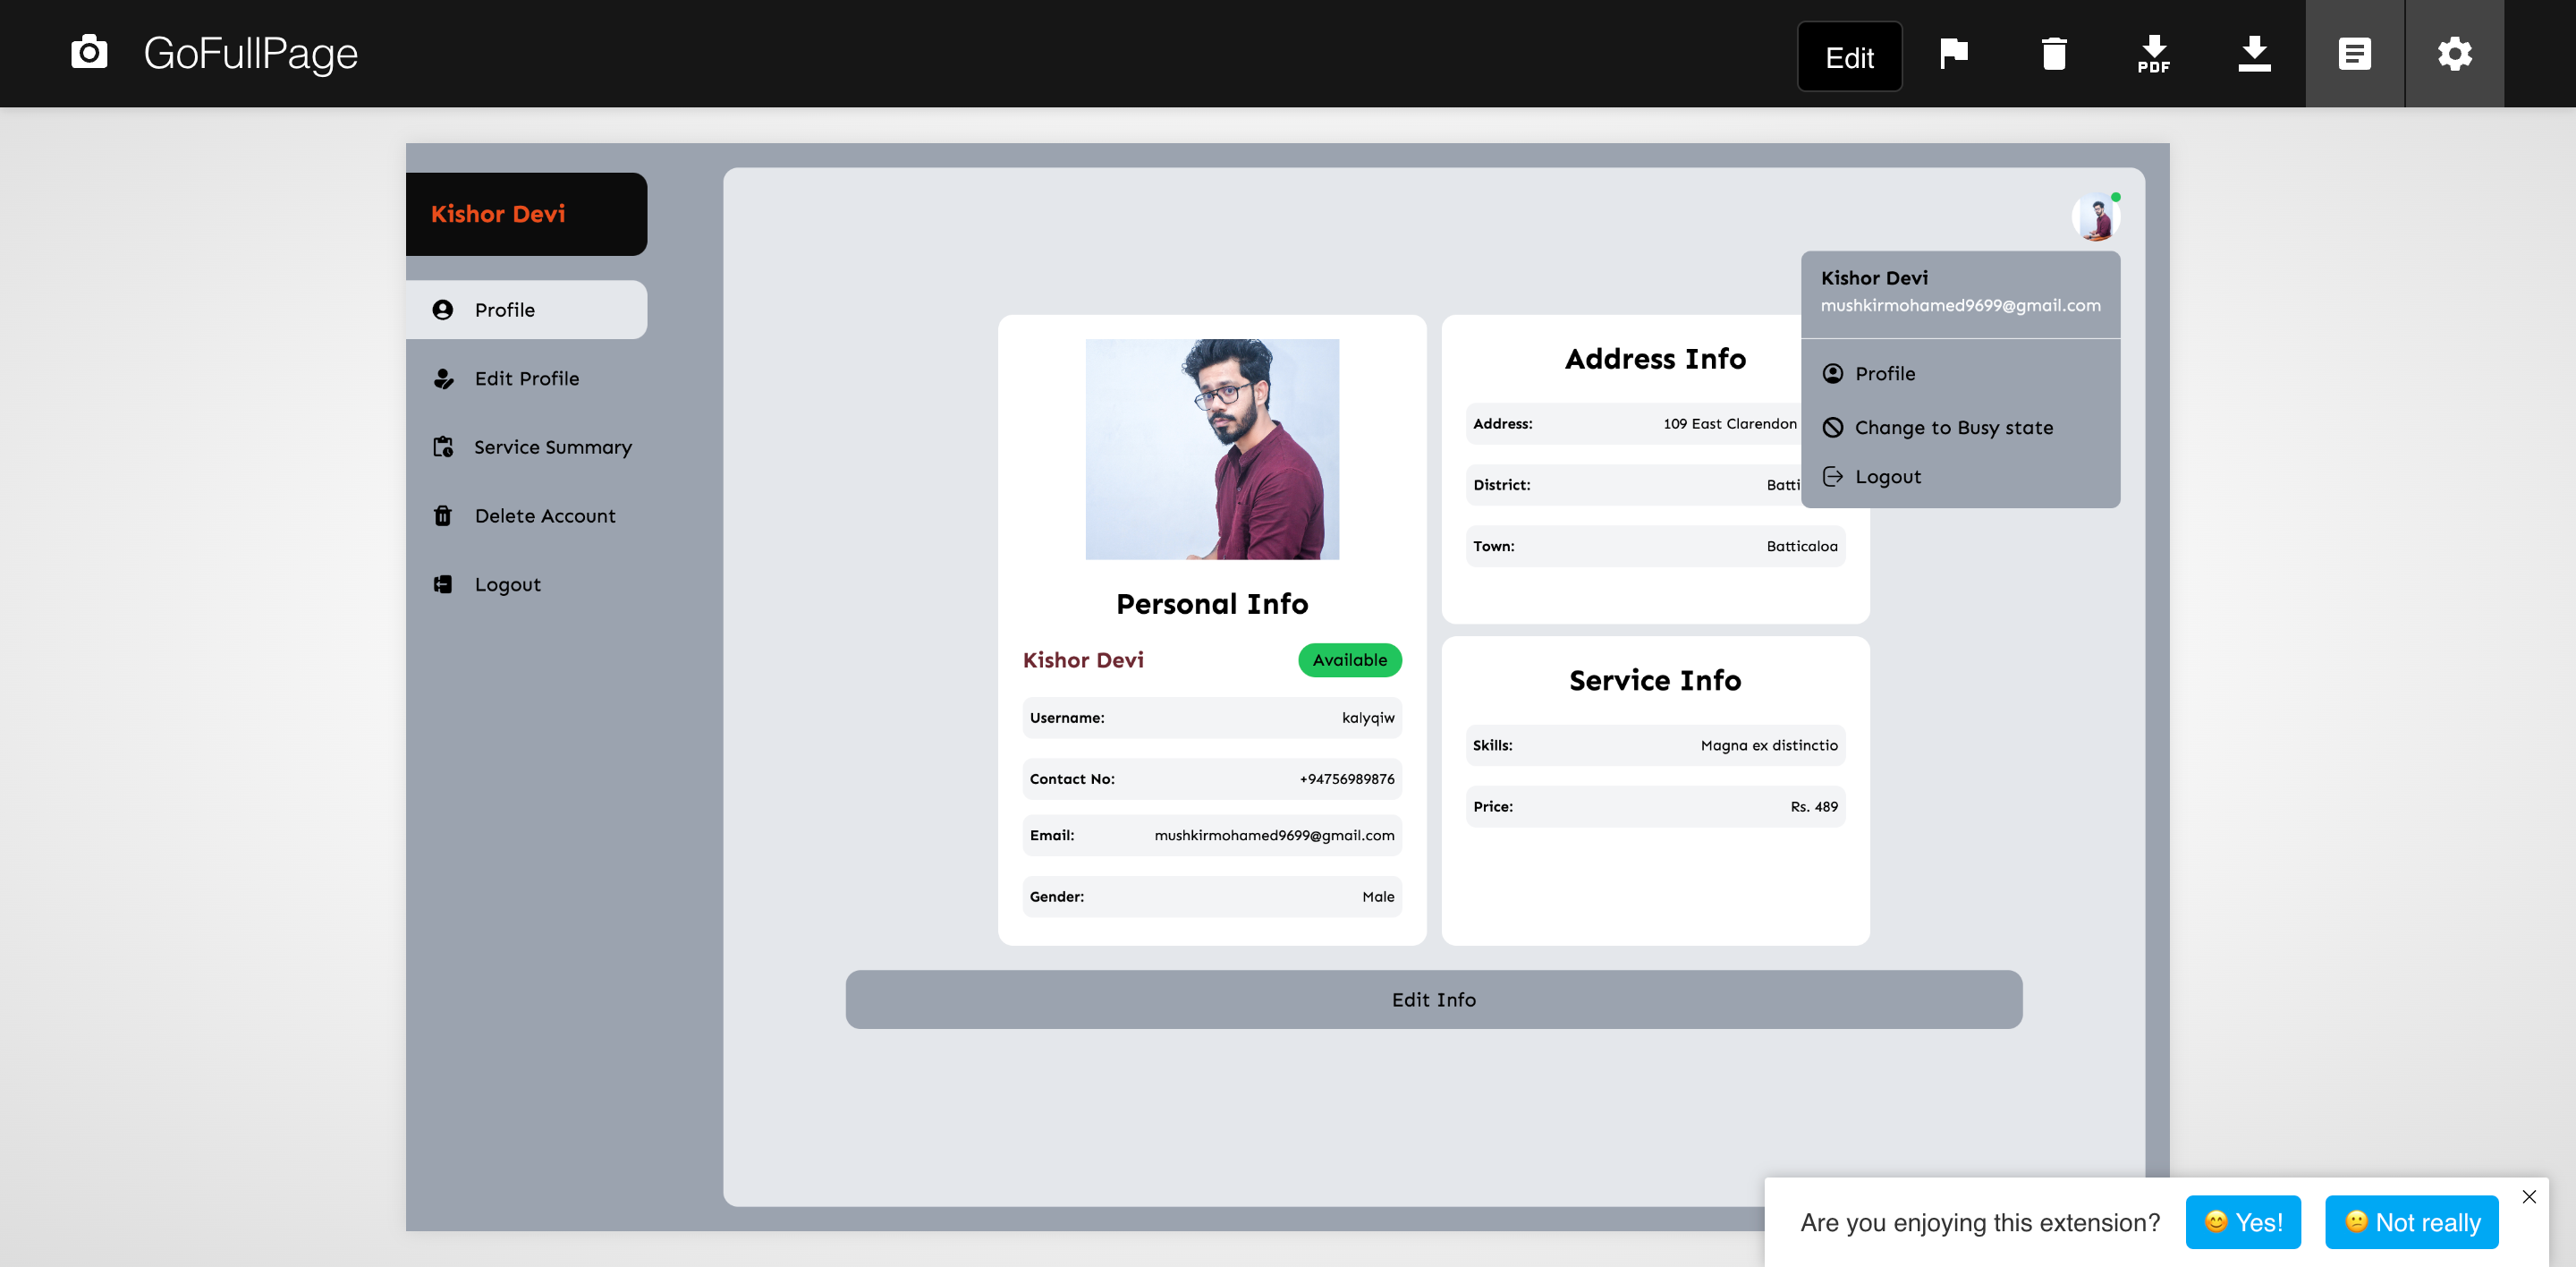 GoFullPage
Edit
PDF
Kishor Devi
Profile
Edit Profile
Service Summary
Delete Account
Logout
Kishor Devi
mushkirmohamed9699@gmail.com
Profile
Change to Busy state
Logout
Personal Info
Kishor Devi Available
Username: kalyqiw
Contact No: +94756989876
Email: mushkirmohamed9699@gmail.com
Gender: Male
Address Info
Address: 109 East Clarendon
District: Batti
Town: Batticaloa
Service Info
Skills: Magna ex distinctio
Price: Rs. 489
Edit Info
Are you enjoying this extension? 😊 Yes! 😕 Not really